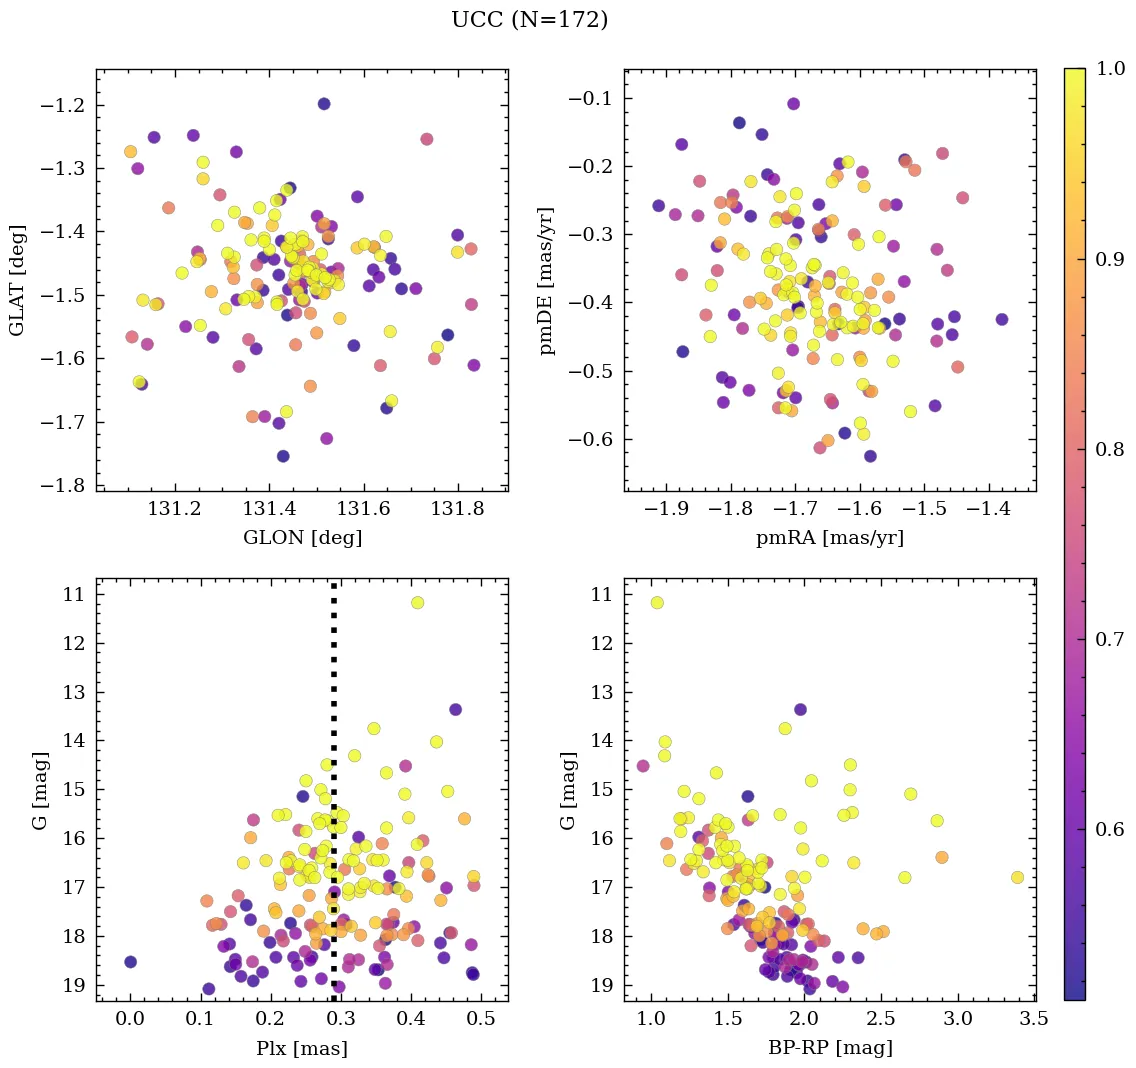 UCC (N=172)
−1.2
−1.3
−1.4
−1.5
−1.6
−1.7
−1.8
GLAT [deg]
131.2 131.4 131.6 131.8
GLON [deg]
−0.1
−0.2
−0.3
−0.4
−0.5
−0.6
pmDE [mas/yr]
−1.9 −1.8 −1.7 −1.6 −1.5 −1.4
pmRA [mas/yr]
11
12
13
14
15
16
17
18
19
G [mag]
0.0 0.1 0.2 0.3 0.4 0.5
Plx [mas]
11
12
13
14
15
16
17
18
19
G [mag]
1.0 1.5 2.0 2.5 3.0 3.5
BP-RP [mag]
1.0
0.9
0.8
0.7
0.6